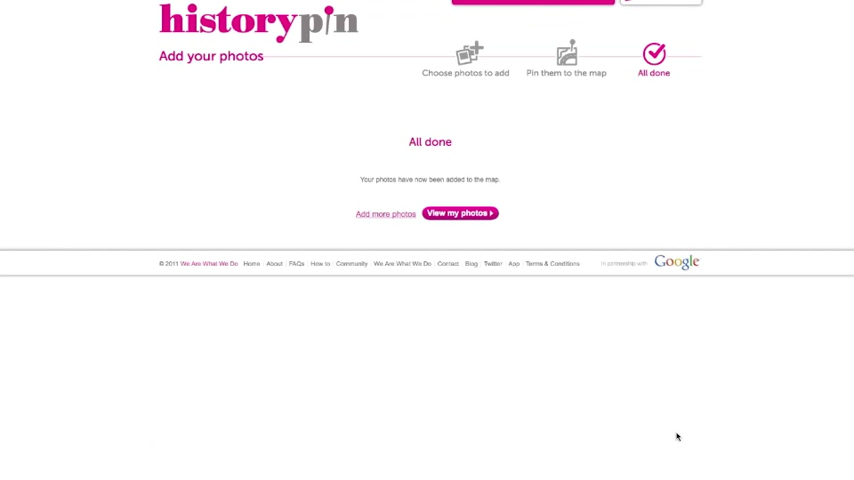 historypin
Add your photos
Choose photos to add
Pin them to the map
All done
All done
Your photos have now been added to the map.
Add more photos View my photos
© 2011 We Are What We Do Home About FAQs How to Community We Are What We Do Contact Blog Twitter App Terms & Conditions In partnership with Google